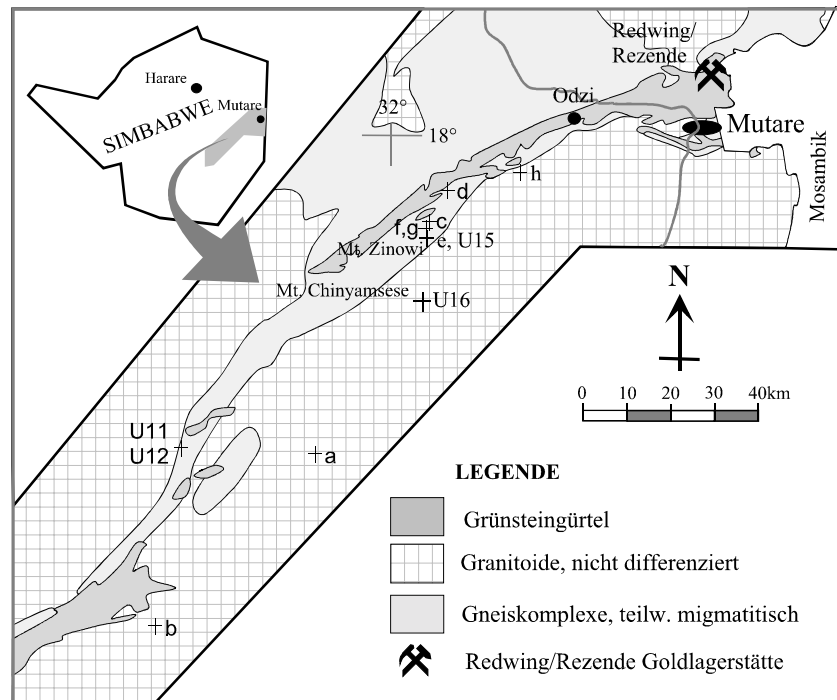 Redwing/
Rezende
Harare
Mutare
SIMBABWE
32°
18°
Odzi
Mutare
Mosambik
h
d
c
f,g
e, U15
Mt. Zinowi
Mt. Chinyamsese
U16
N
0 10 20 30 40km
U11
U12
a
b
LEGENDE
Grünsteingürtel
Granitoide, nicht differenziert
Gneiskomplexe, teilw. migmatitisch
Redwing/Rezende Goldlagerstätte